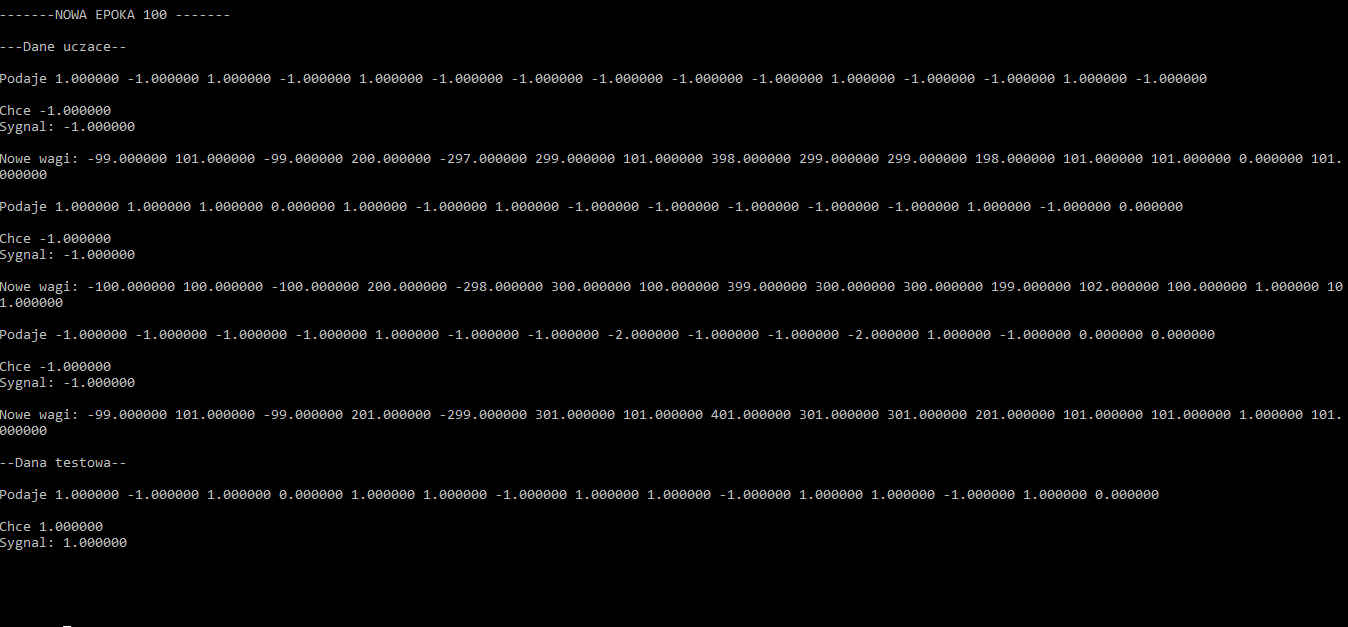 -------NOWA EPOKA 100 -------
---Dane uczace--
Podaje 1.000000 -1.000000 1.000000 -1.000000 1.000000 -1.000000 -1.000000 -1.000000 -1.000000 -1.000000 1.000000 -1.000000 -1.000000 1.000000 -1.000000
Chce -1.000000
Sygnal: -1.000000
Nowe wagi: -99.000000 101.000000 -99.000000 200.000000 -297.000000 299.000000 101.000000 398.000000 299.000000 299.000000 198.000000 101.000000 101.000000 0.000000 101.
000000
Podaje 1.000000 1.000000 1.000000 0.000000 1.000000 -1.000000 1.000000 -1.000000 -1.000000 -1.000000 -1.000000 -1.000000 1.000000 -1.000000 0.000000
Chce -1.000000
Sygnal: -1.000000
Nowe wagi: -100.000000 100.000000 -100.000000 200.000000 -298.000000 300.000000 100.000000 399.000000 300.000000 300.000000 199.000000 102.000000 100.000000 1.000000 10
1.000000
Podaje -1.000000 -1.000000 -1.000000 -1.000000 1.000000 -1.000000 -1.000000 -2.000000 -1.000000 -1.000000 -2.000000 1.000000 -1.000000 0.000000 0.000000
Chce -1.000000
Sygnal: -1.000000
Nowe wagi: -99.000000 101.000000 -99.000000 201.000000 -299.000000 301.000000 101.000000 401.000000 301.000000 301.000000 201.000000 101.000000 101.000000 1.000000 101.
000000
--Dana testowa--
Podaje 1.000000 -1.000000 1.000000 0.000000 1.000000 1.000000 -1.000000 1.000000 1.000000 -1.000000 1.000000 1.000000 -1.000000 1.000000 0.000000
Chce 1.000000
Sygnal: 1.000000